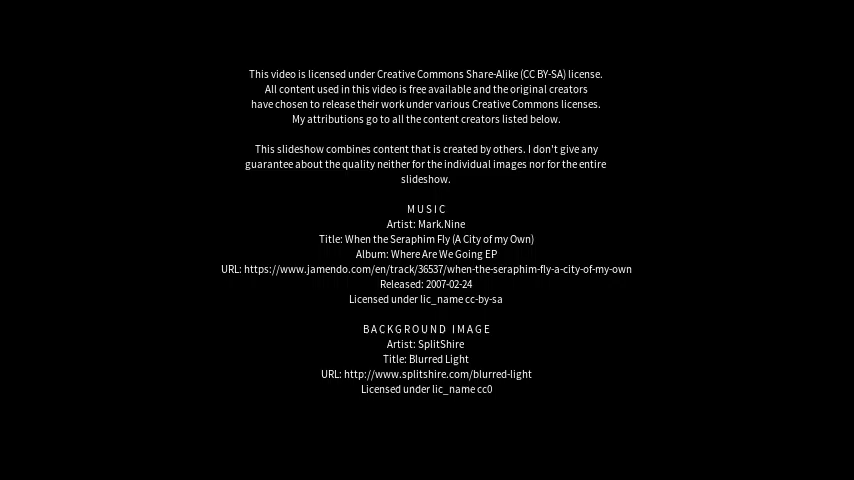 This video is licensed under Creative Commons Share-Alike (CC BY-SA) license.
All content used in this video is free available and the original creators
have chosen to release their work under various Creative Commons licenses.
My attributions go to all the content creators listed below.
This slideshow combines content that is created by others. I don't give any
guarantee about the quality neither for the individual images nor for the entire
slideshow.
MUSIC
Artist: Mark.Nine
Title: When the Seraphim Fly (A City of my Own)
Album: Where Are We Going EP
URL: https://www.jamendo.com/en/track/36537/when-the-seraphim-fly-a-city-of-my-own
Released: 2007-02-24
Licensed under lic_name cc-by-sa
BACKGROUND IMAGE
Artist: SplitShire
Title: Blurred Light
URL: http://www.splitshire.com/blurred-light
Licensed under lic_name cc0